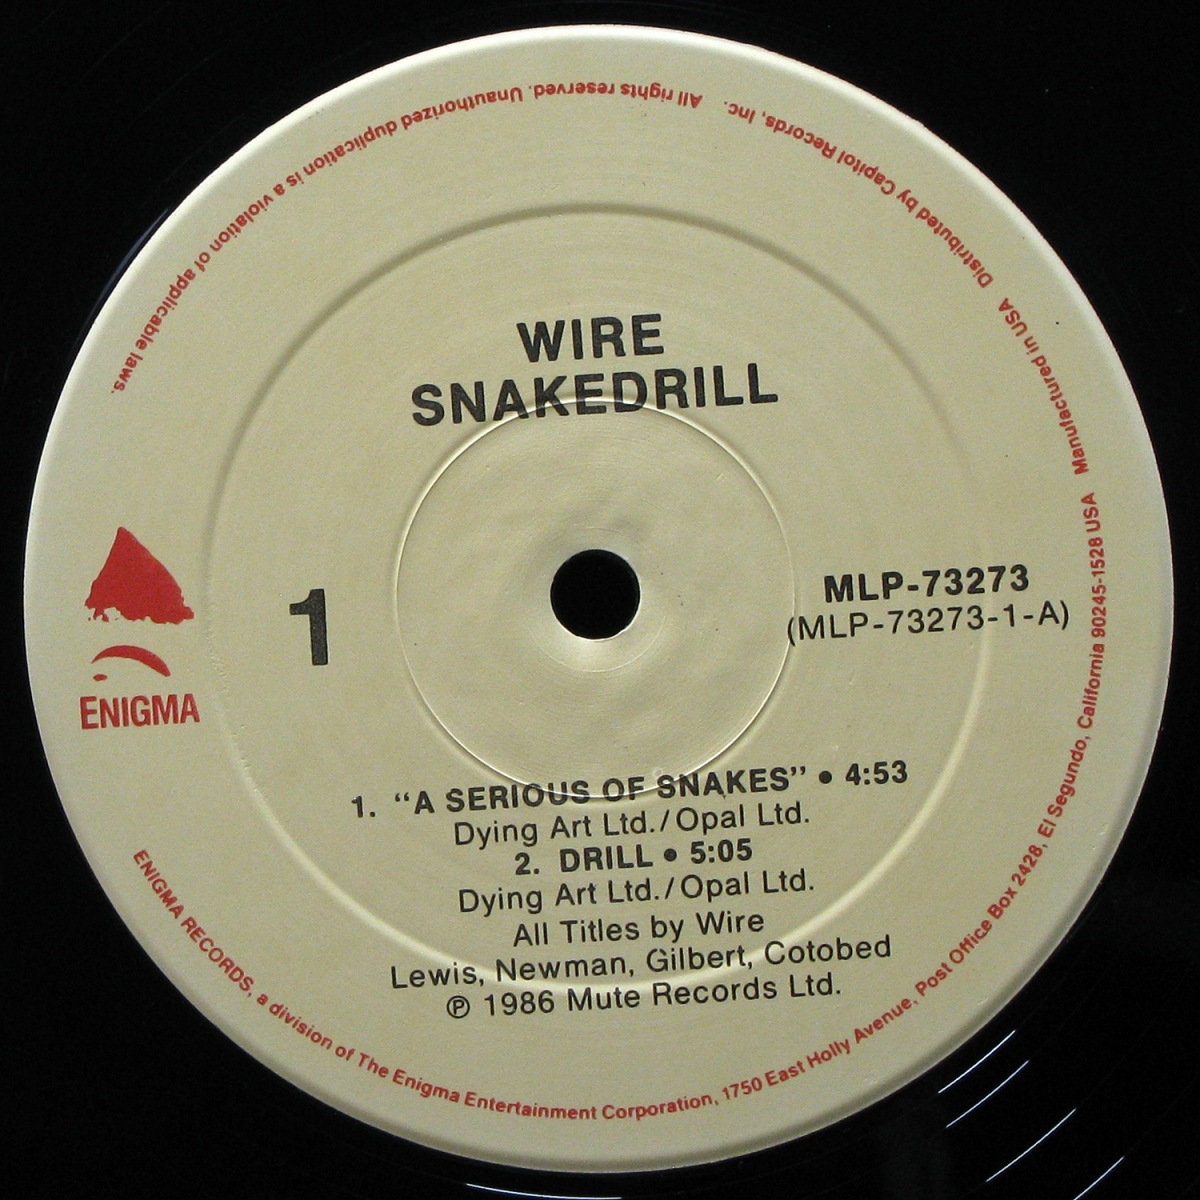 WIRE
SNAKEDRILL
1
MLP-73273
(MLP-73273-1-A)
ENIGMA
1. “A SERIOUS OF SNAKES” • 4:53
Dying Art Ltd./Opal Ltd.
2. DRILL • 5:05
Dying Art Ltd./Opal Ltd.
All Titles by Wire
Lewis, Newman, Gilbert, Cotobed
℗ 1986 Mute Records Ltd.
ENIGMA RECORDS, a division of The Enigma Entertainment Corporation, 1750 East Holly Avenue, Post Office Box 2428, El Segundo, California 90245-1528 USA Manufactured in USA Distributed by Capitol Records, Inc. All rights reserved. Unauthorized duplication is a violation of applicable laws.